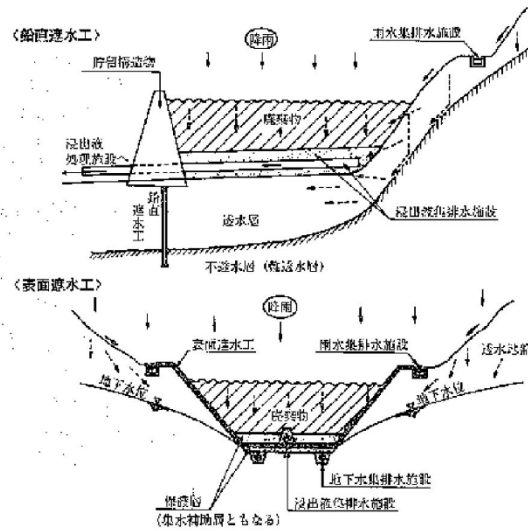 〈鉛直遮水工〉
降雨
雨水集排水施設
貯留構造物
廃棄物
浸出液
処理施設へ
鉛直
遮水工
浸出液集排水施設
透水層
不透水層(難透水層)
〈表面遮水工〉
降雨
表面遮水工
雨水集排水施設
透水地盤
地下水位
地下水位
廃棄物
地下水集排水施設
保護層
浸出液集排水施設
(集水補助層ともなる)